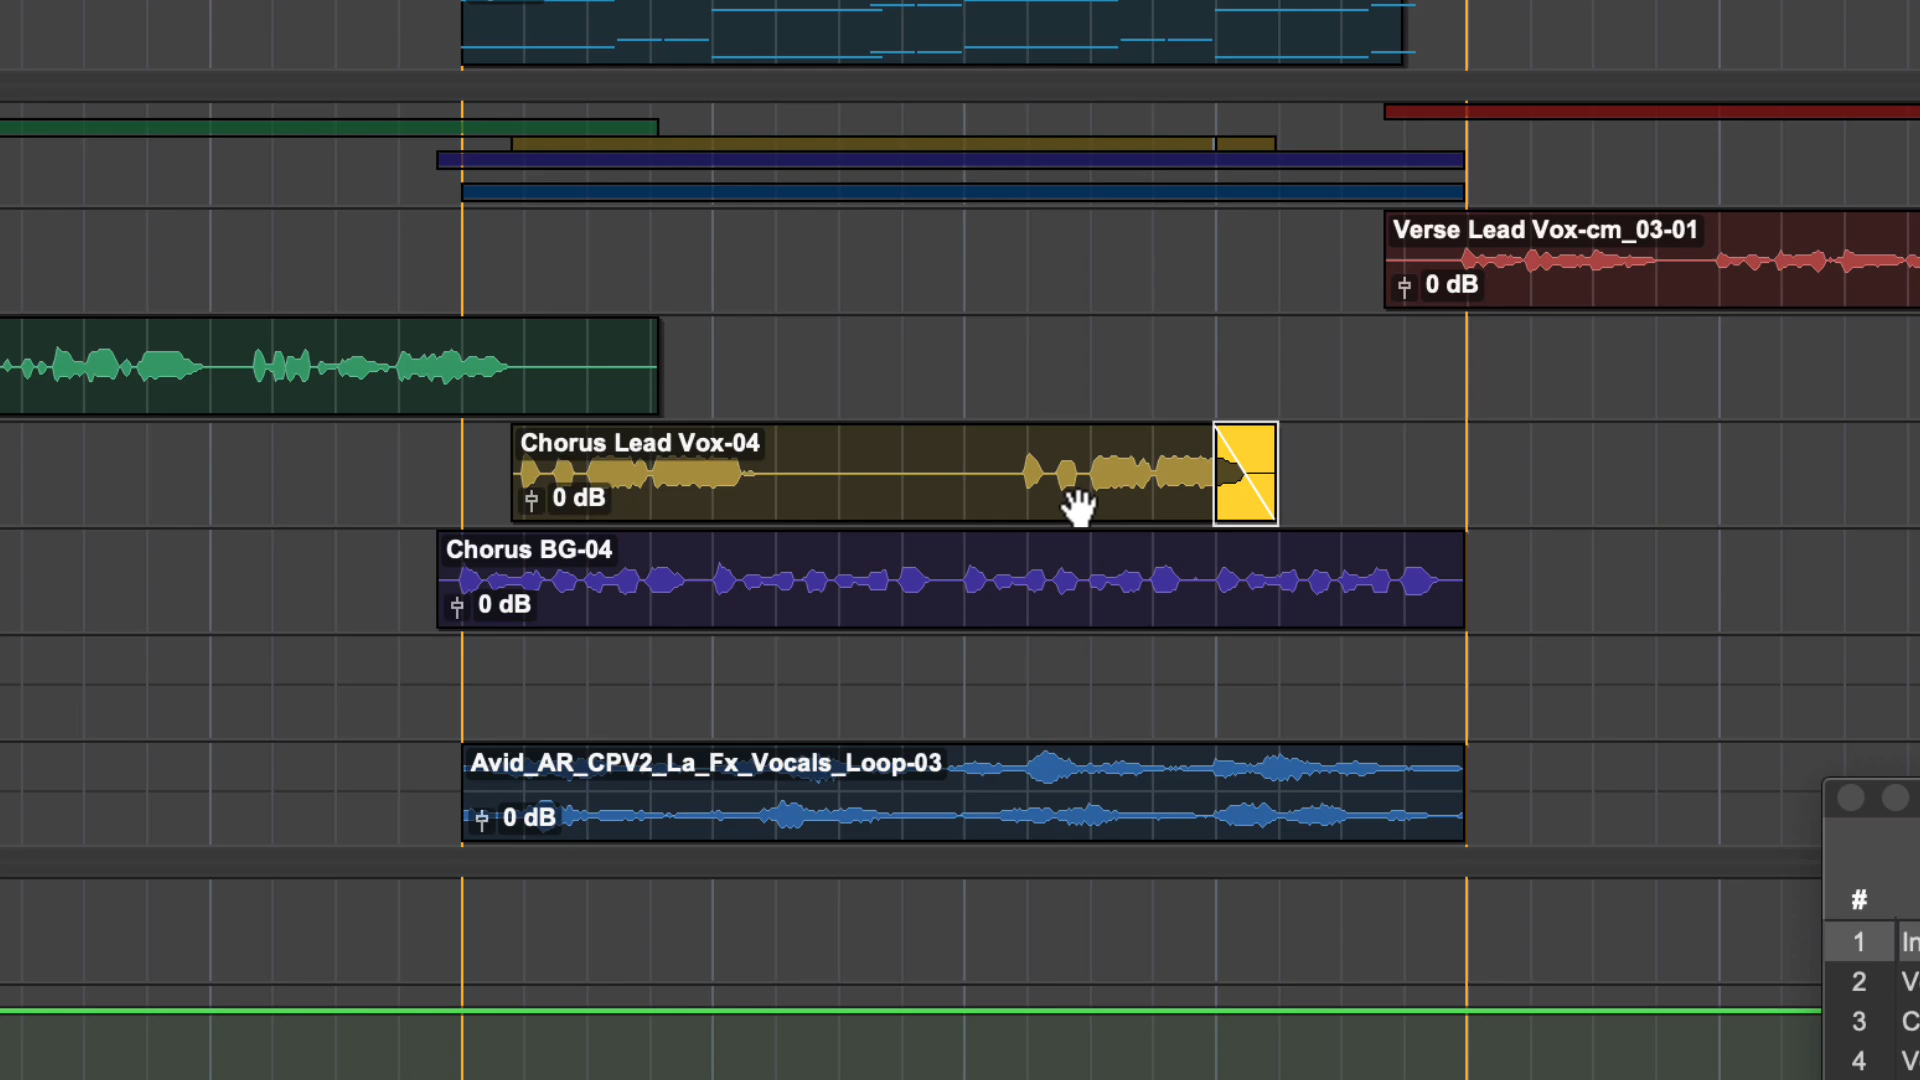 Verse Lead Vox-cm_03-01
0 dB
Chorus Lead Vox-04
0 dB
Chorus BG-04
0 dB
Avid_AR_CPV2_La_Fx_Vocals_Loop-03
0 dB
#
1 In
2 V
3 C
4 V